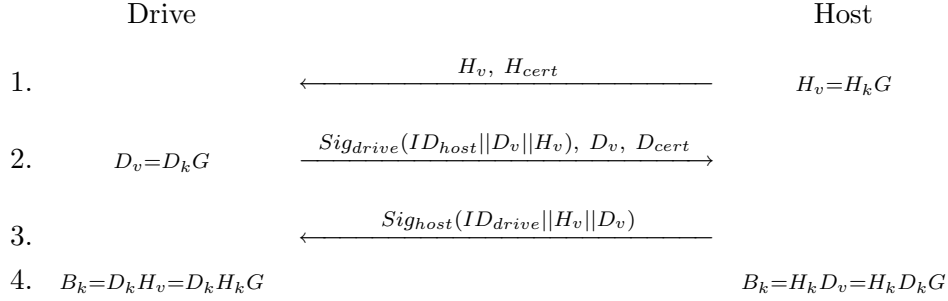 Drive Host
1. H_v, H_cert H_v=H_kG
2. D_v=D_kG Sig_drive(ID_host||D_v||H_v), D_v, D_cert
3. Sig_host(ID_drive||H_v||D_v)
4. B_k=D_kH_v=D_kH_kG B_k=H_kD_v=H_kD_kG